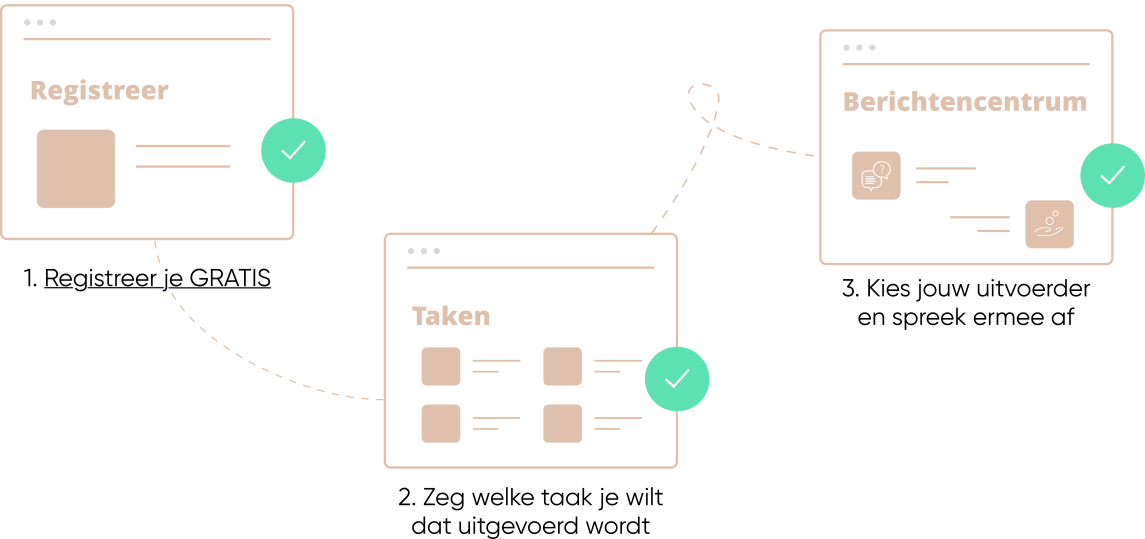 Registreer
1. Registreer je GRATIS
Taken
2. Zeg welke taak je wilt
dat uitgevoerd wordt
Berichtencentrum
?
3. Kies jouw uitvoerder
en spreek ermee af